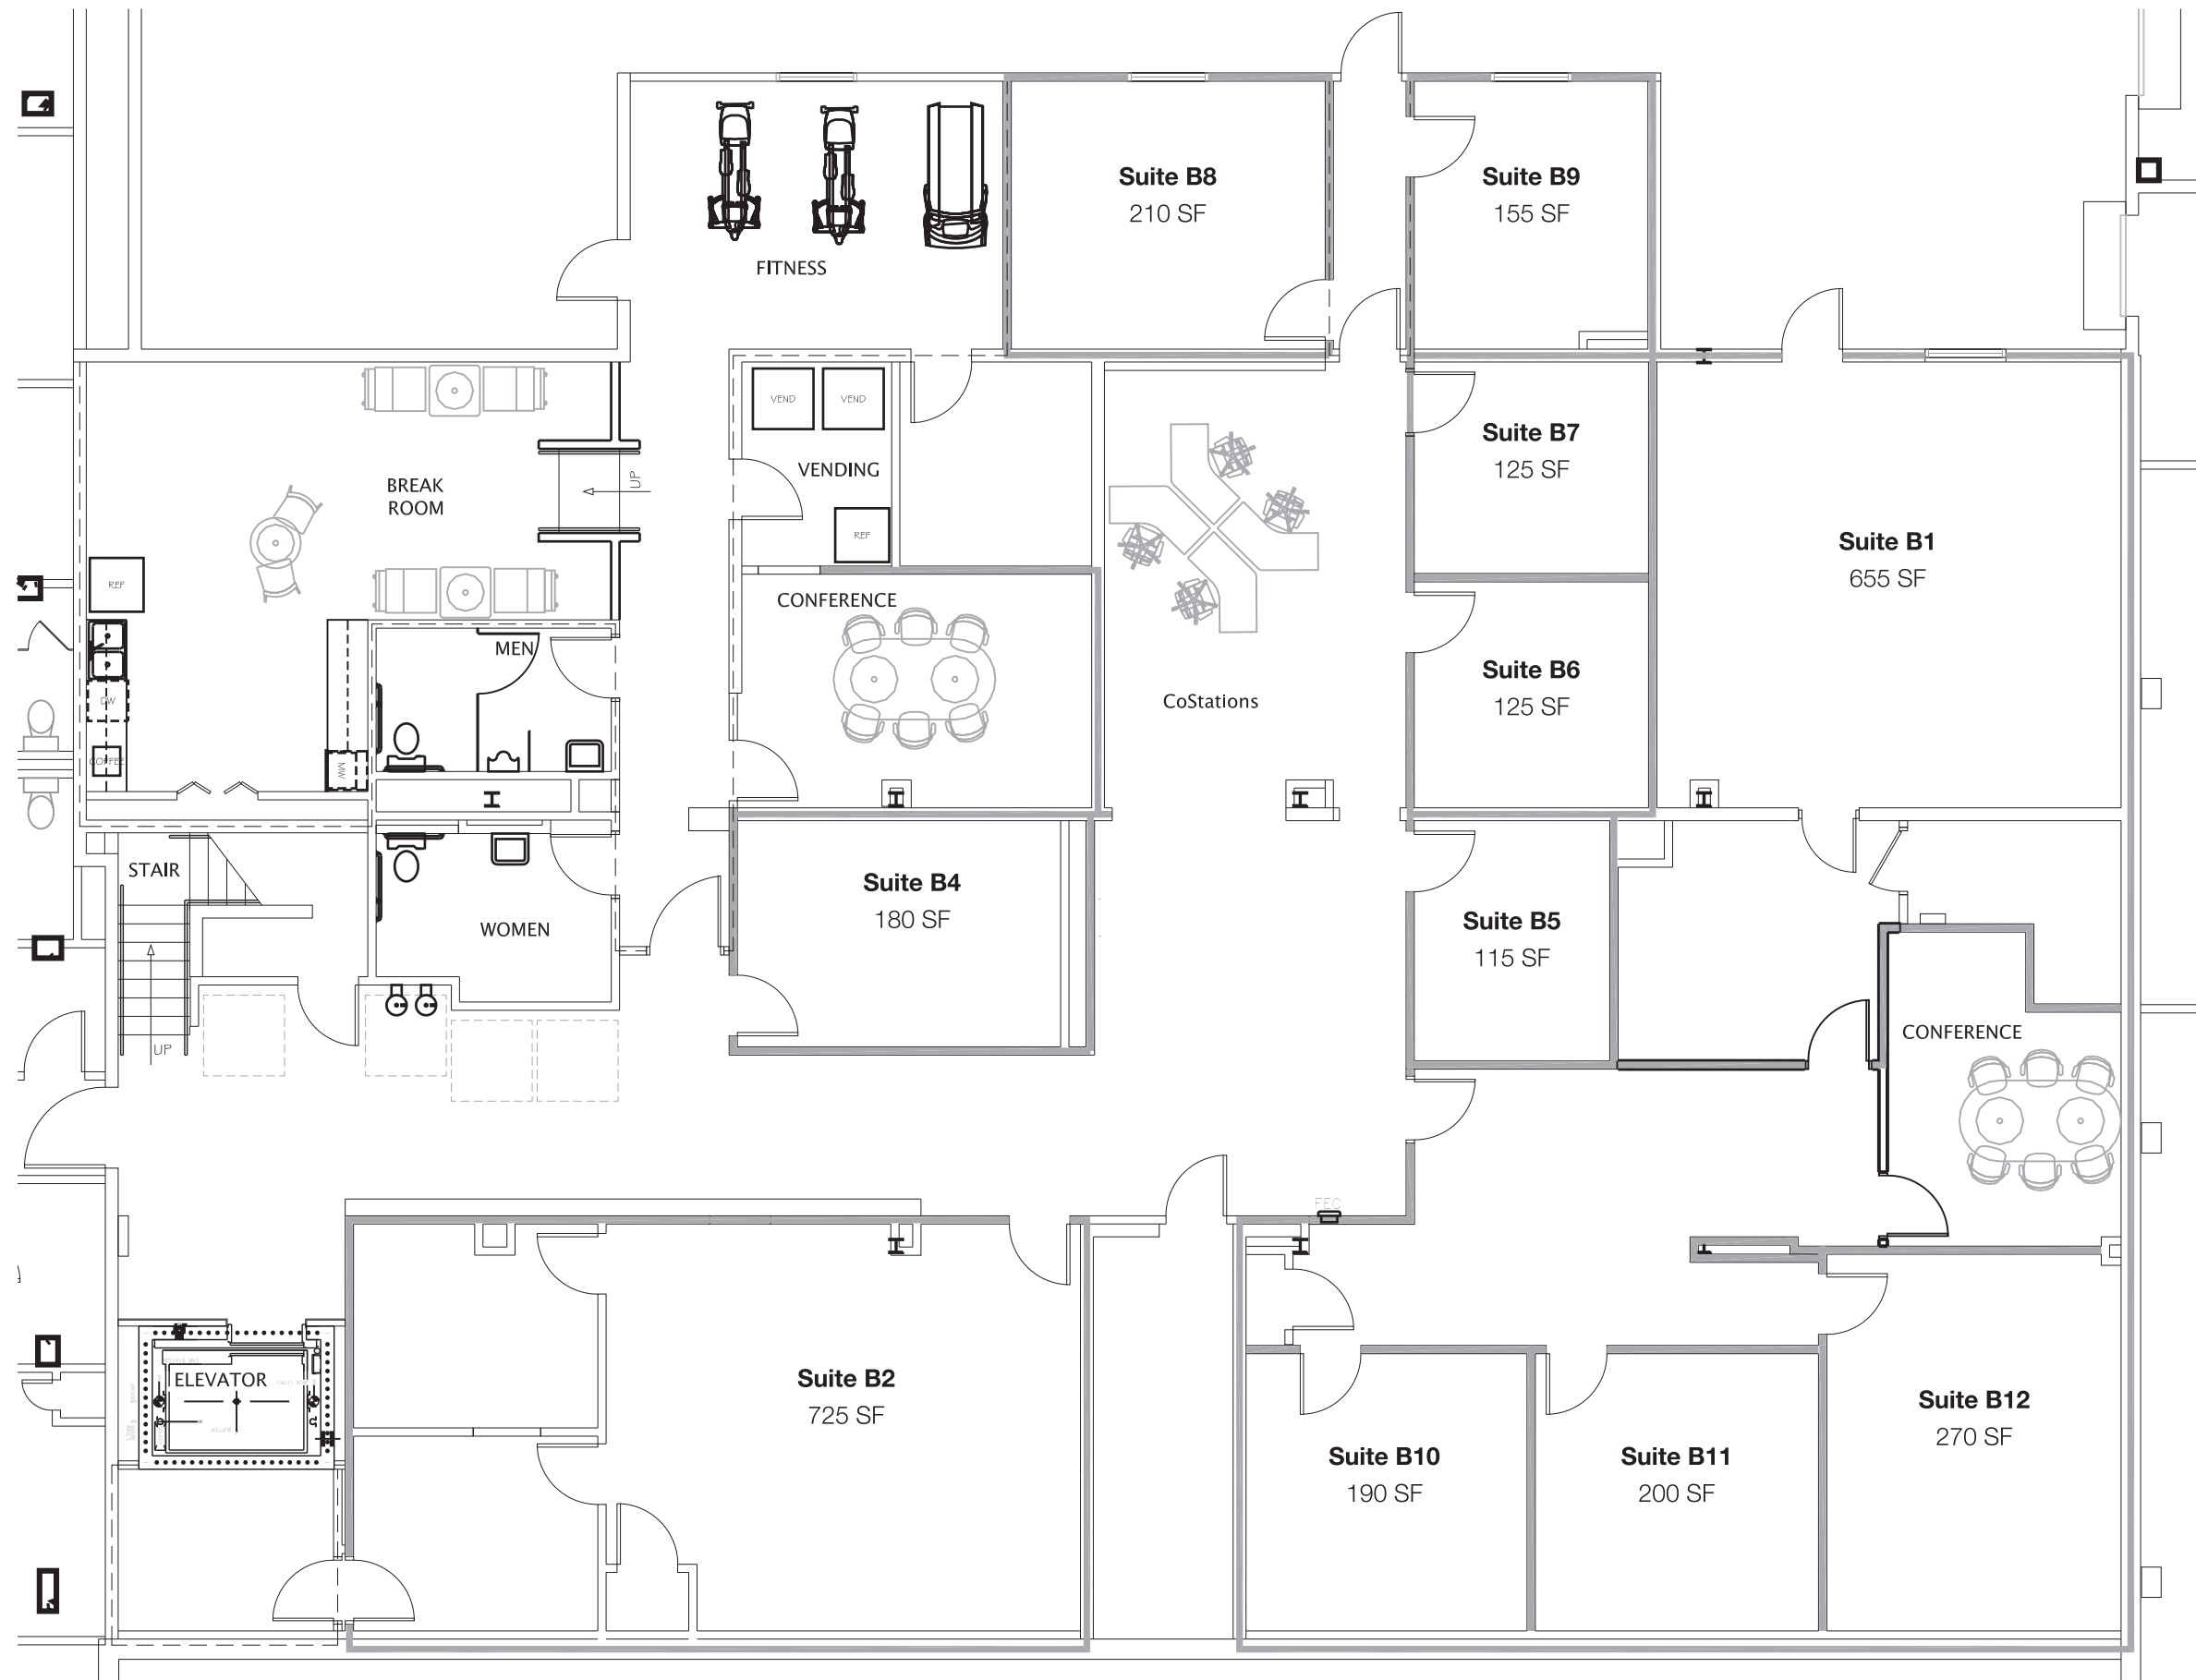 Suite B8
210 SF
Suite B9
155 SF
FITNESS
VEND
VEND
VENDING
REF
BREAK
ROOM
UP
REF
Suite B7
125 SF
Suite B1
655 SF
CONFERENCE
MEN
DW
COFFEE
MW
CoStations
Suite B6
125 SF
STAIR
UP
WOMEN
Suite B4
180 SF
Suite B5
115 SF
CONFERENCE
FEC
ELEVATOR
Suite B2
725 SF
Suite B10
190 SF
Suite B11
200 SF
Suite B12
270 SF